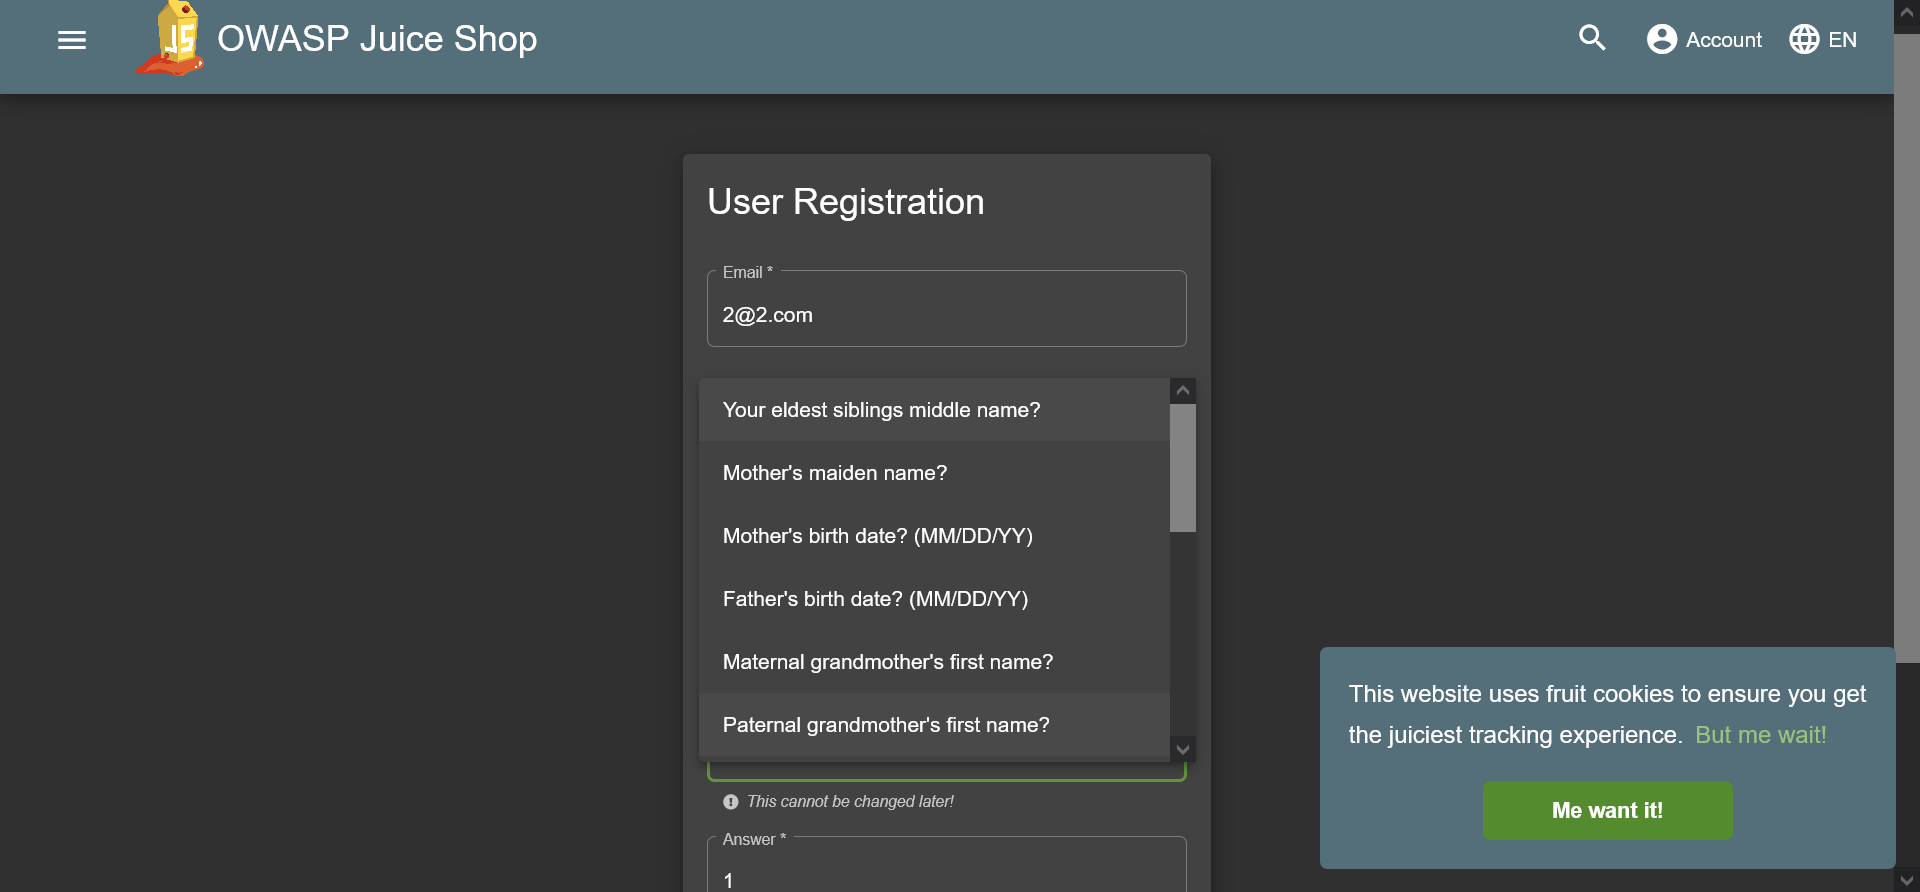 OWASP Juice Shop
Account
EN
User Registration
Email *
2@2.com
Your eldest siblings middle name?
Mother's maiden name?
Mother's birth date? (MM/DD/YY)
Father's birth date? (MM/DD/YY)
Maternal grandmother's first name?
Paternal grandmother's first name?
This cannot be changed later!
Answer *
1
This website uses fruit cookies to ensure you get
the juiciest tracking experience. But me wait!
Me want it!